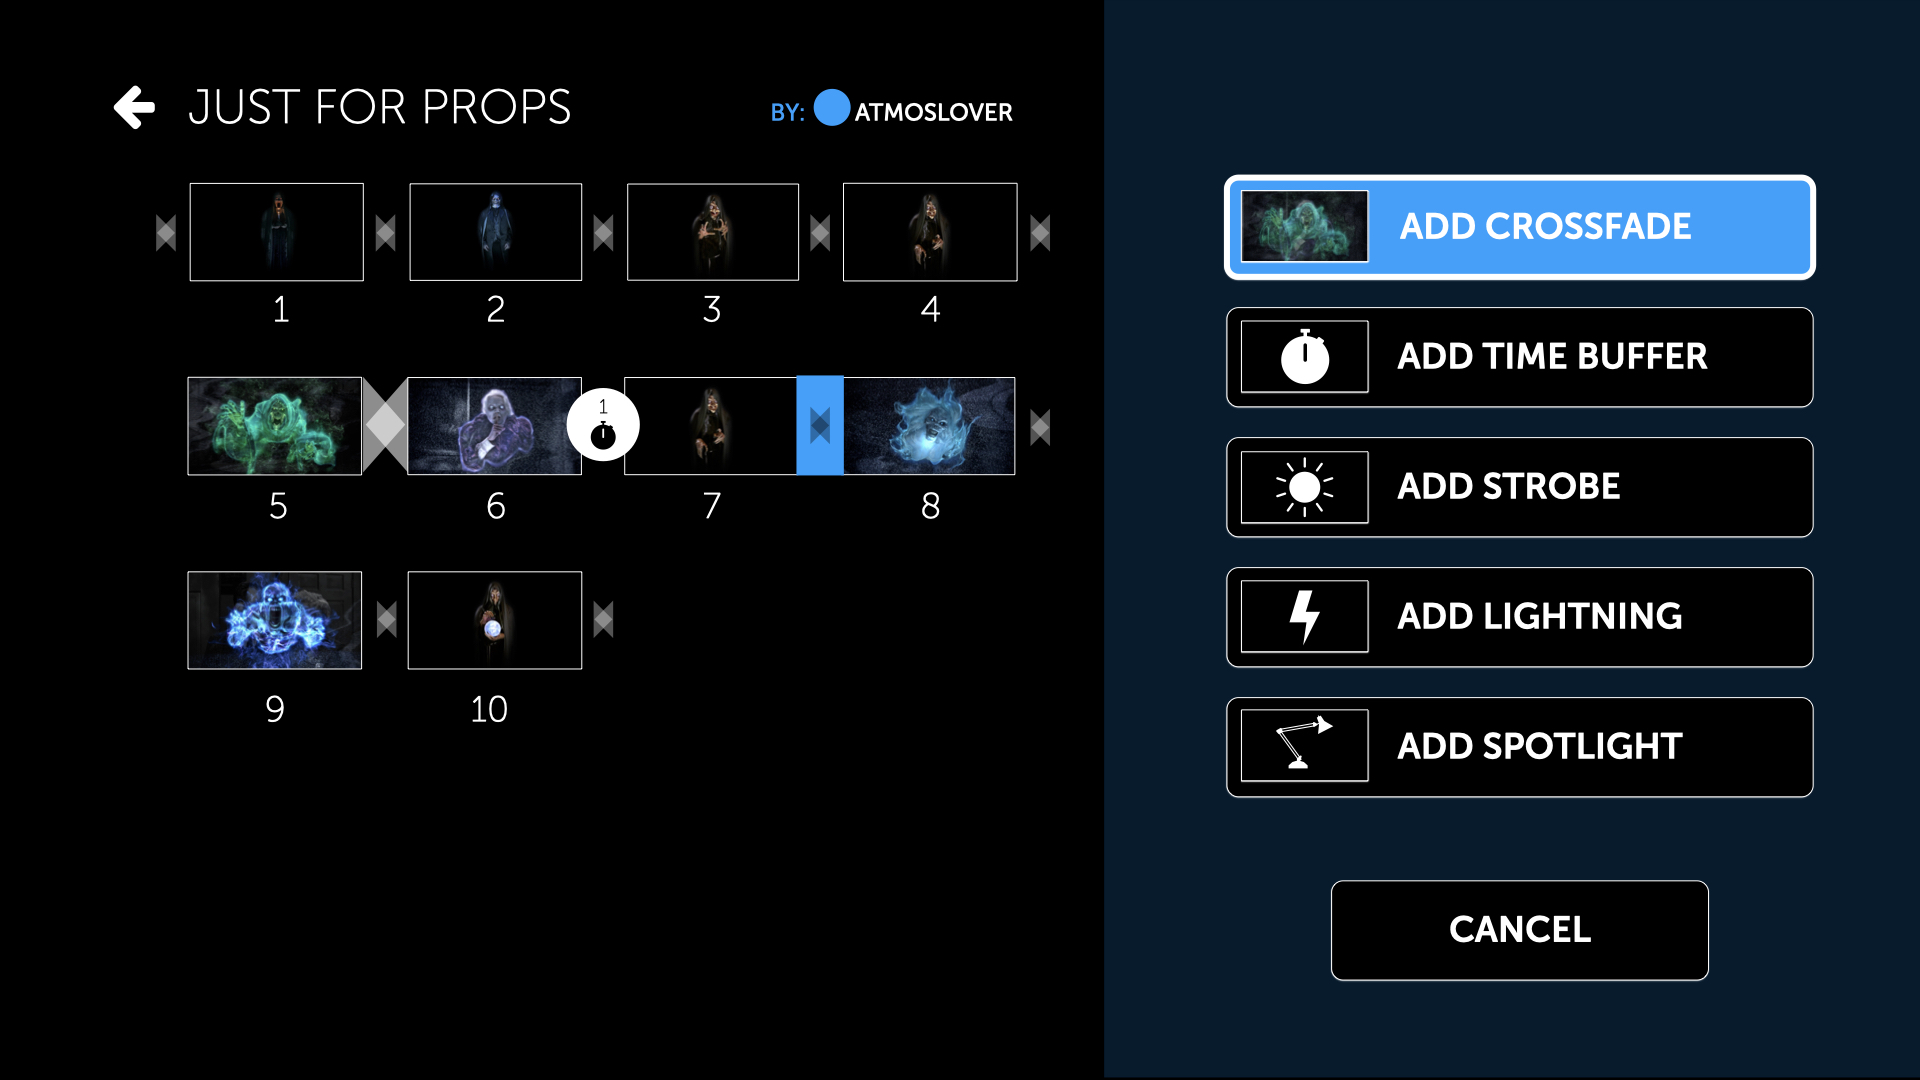 JUST FOR PROPS
BY: ATMOSLOVER
1
2
3
4
1
5
6
7
8
9
10
ADD CROSSFADE
ADD TIME BUFFER
ADD STROBE
ADD LIGHTNING
ADD SPOTLIGHT
CANCEL